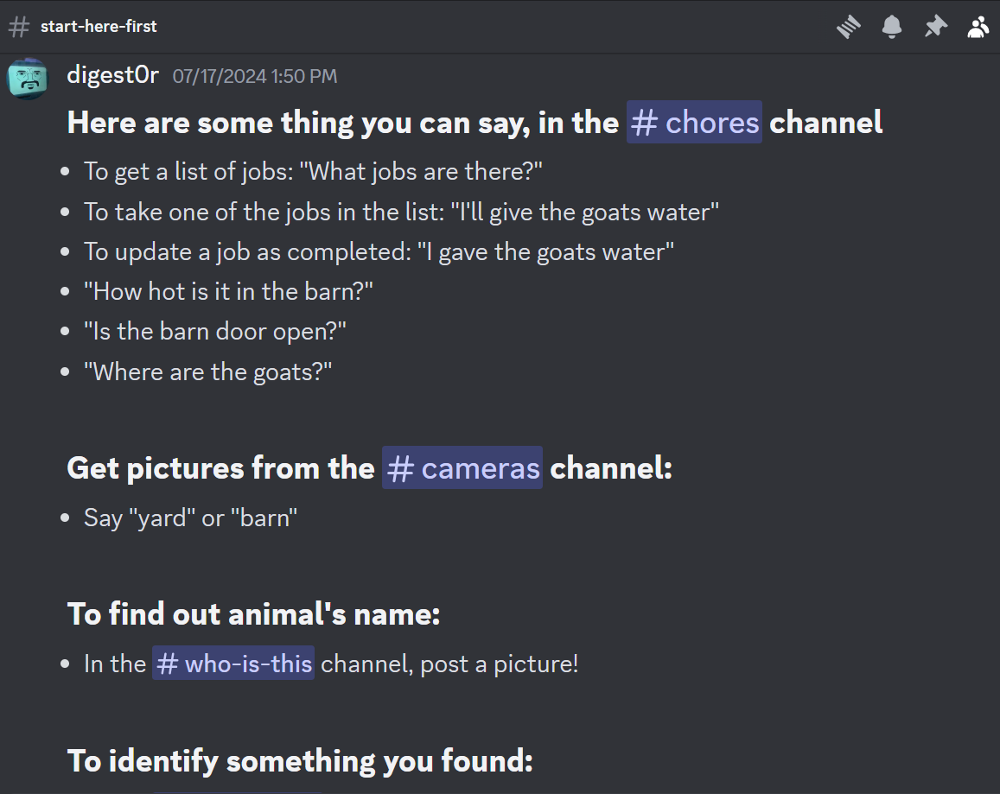 # start-here-first
digest0r 07/17/2024 1:50 PM
Here are some thing you can say, in the # chores channel
• To get a list of jobs: "What jobs are there?"
• To take one of the jobs in the list: "I'll give the goats water"
• To update a job as completed: "I gave the goats water"
• "How hot is it in the barn?"
• "Is the barn door open?"
• "Where are the goats?"
Get pictures from the # cameras channel:
• Say "yard" or "barn"
To find out animal's name:
• In the # who-is-this channel, post a picture!
To identify something you found: